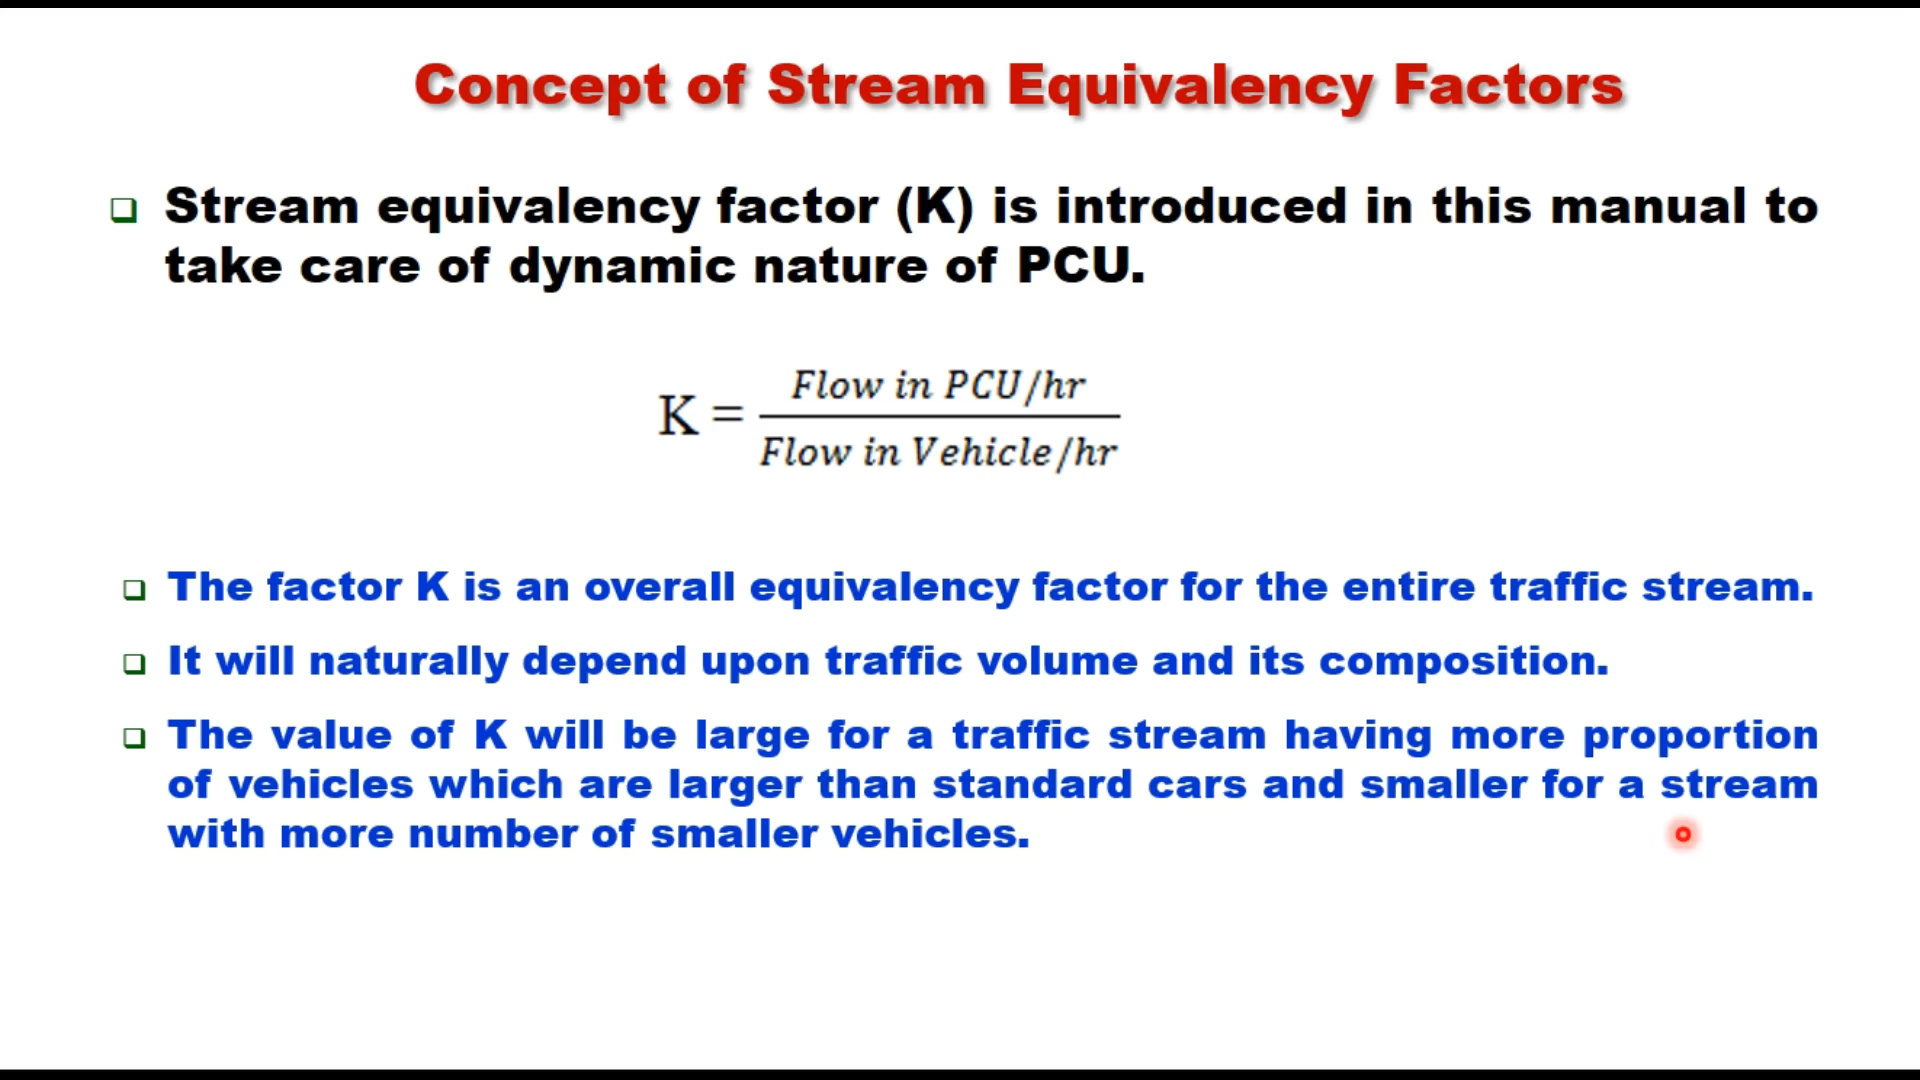 Concept of Stream Equivalency Factors
❑ Stream equivalency factor (K) is introduced in this manual to
take care of dynamic nature of PCU.
K = Flow in PCU/hr
Flow in Vehicle/hr
❑ The factor K is an overall equivalency factor for the entire traffic stream.
❑ It will naturally depend upon traffic volume and its composition.
❑ The value of K will be large for a traffic stream having more proportion
of vehicles which are larger than standard cars and smaller for a stream
with more number of smaller vehicles.